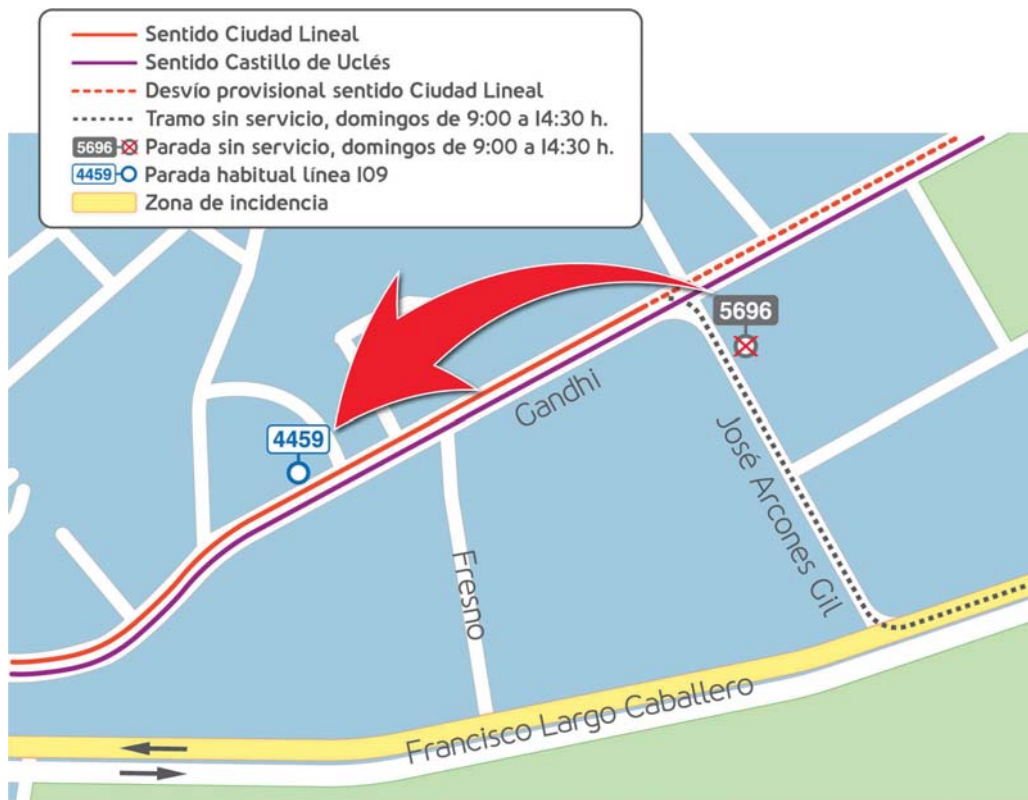 Sentido Ciudad Lineal
Sentido Castillo de Uclés
Desvío provisional sentido Ciudad Lineal
Tramo sin servicio, domingos de 9:00 a 14:30 h.
5696 Parada sin servicio, domingos de 9:00 a 14:30 h.
4459 Parada habitual línea 109
Zona de incidencia
5696
Gandhi
4459
José Arcones Gil
Fresno
Francisco Largo Caballero